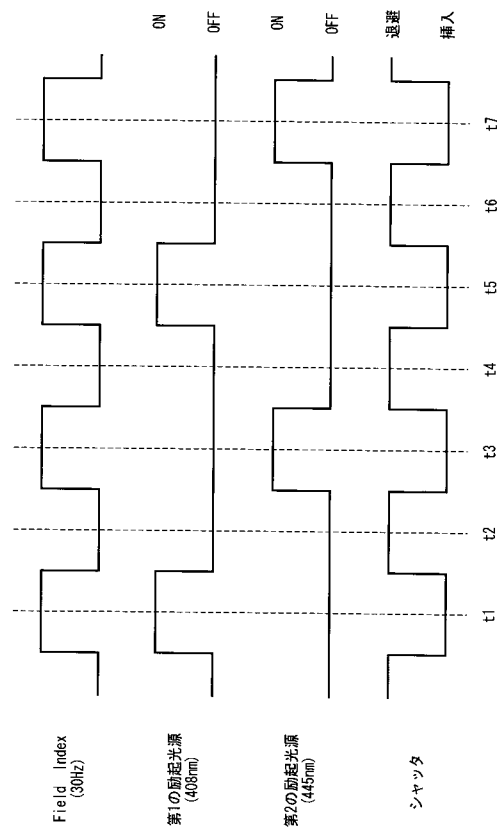 Field Index
(30Hz)
第1の励起光源
(408nm)
ON
OFF
第2の励起光源
(445nm)
ON
OFF
シャッタ
退避
挿入
t1
t2
t3
t4
t5
t6
t7